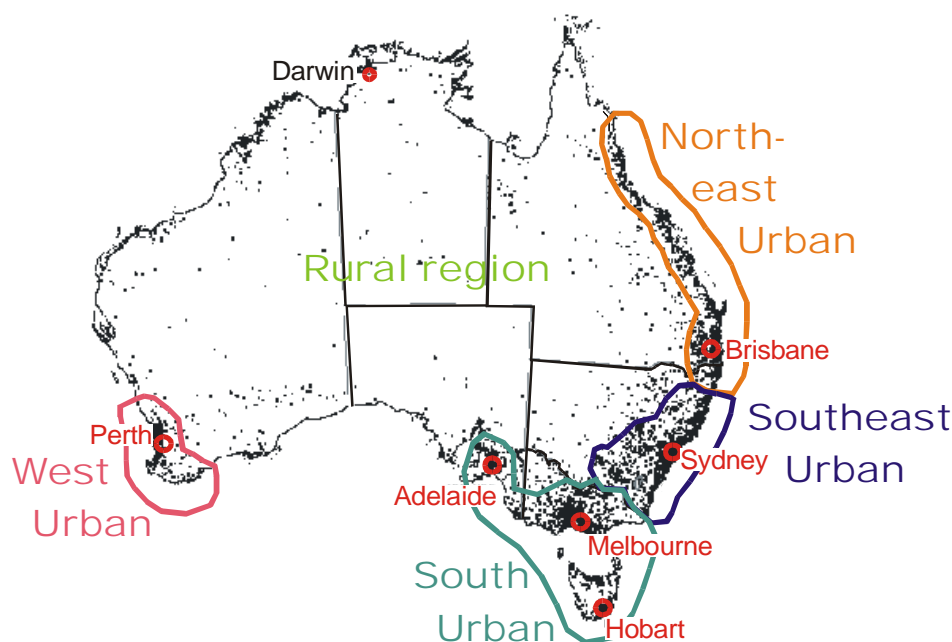 Darwin
North-
east
Urban
Rural region
Brisbane
Southeast
Urban
Perth
West
Urban
Sydney
Adelaide
Melbourne
South
Urban
Hobart